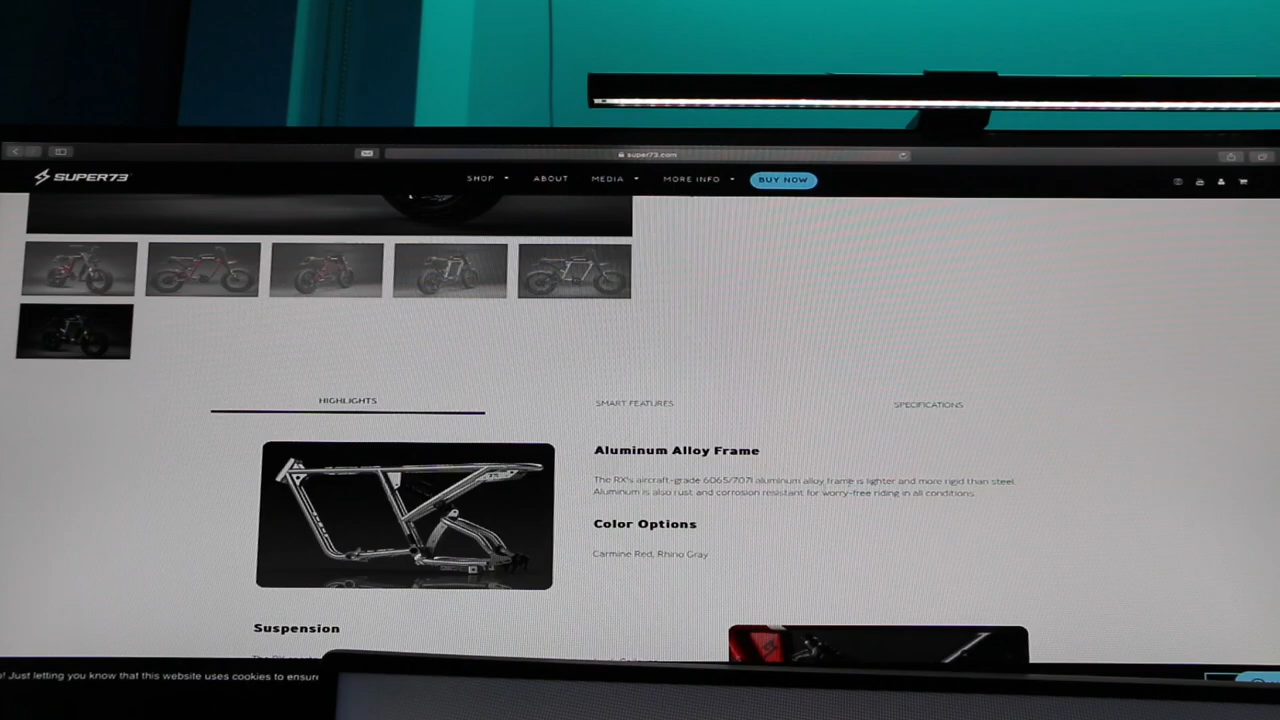 super73.com
SUPER73
SHOP ABOUT MEDIA MORE INFO BUY NOW
HIGHLIGHTS SMART FEATURES SPECIFICATIONS
Aluminum Alloy Frame
The RX's aircraft-grade 6065/7071 aluminum alloy frame is lighter and more rigid than steel.
Aluminum is also rust and corrosion resistant for worry-free riding in all conditions.
Color Options
Carmine Red, Rhino Gray
Suspension
! Just letting you know that this website uses cookies to ensure